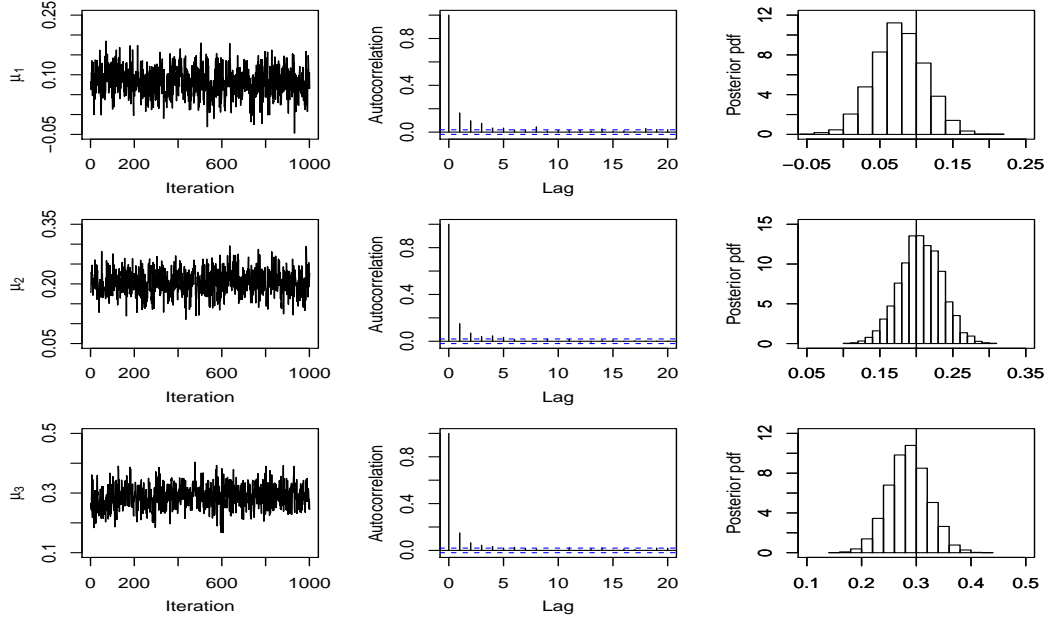 μ1
−0.05 0.10 0.25
0 200 600 1000
Iteration
Autocorrelation
0.0 0.4 0.8
0 5 10 15 20
Lag
Posterior pdf
0 4 8 12
−0.05 0.05 0.15 0.25
μ2
0.05 0.20 0.35
0 200 600 1000
Iteration
Autocorrelation
0.0 0.4 0.8
0 5 10 15 20
Lag
Posterior pdf
0 5 10 15
0.05 0.15 0.25 0.35
μ3
0.1 0.3 0.5
0 200 600 1000
Iteration
Autocorrelation
0.0 0.4 0.8
0 5 10 15 20
Lag
Posterior pdf
0 4 8 12
0.1 0.2 0.3 0.4 0.5